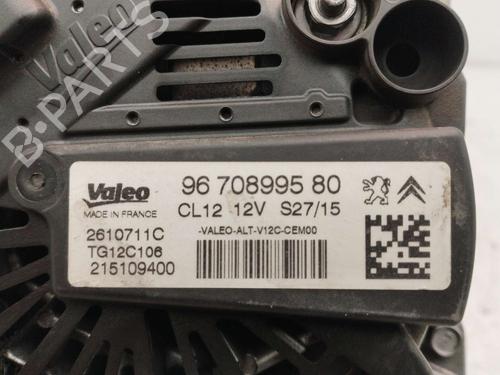 Valeo
B-PARTS
Valeo
MADE IN FRANCE
96 708995 80
CL12 12V S27/15
2610711C
TG12C106
215109400
-VALEO-ALT-V12C-CEM00